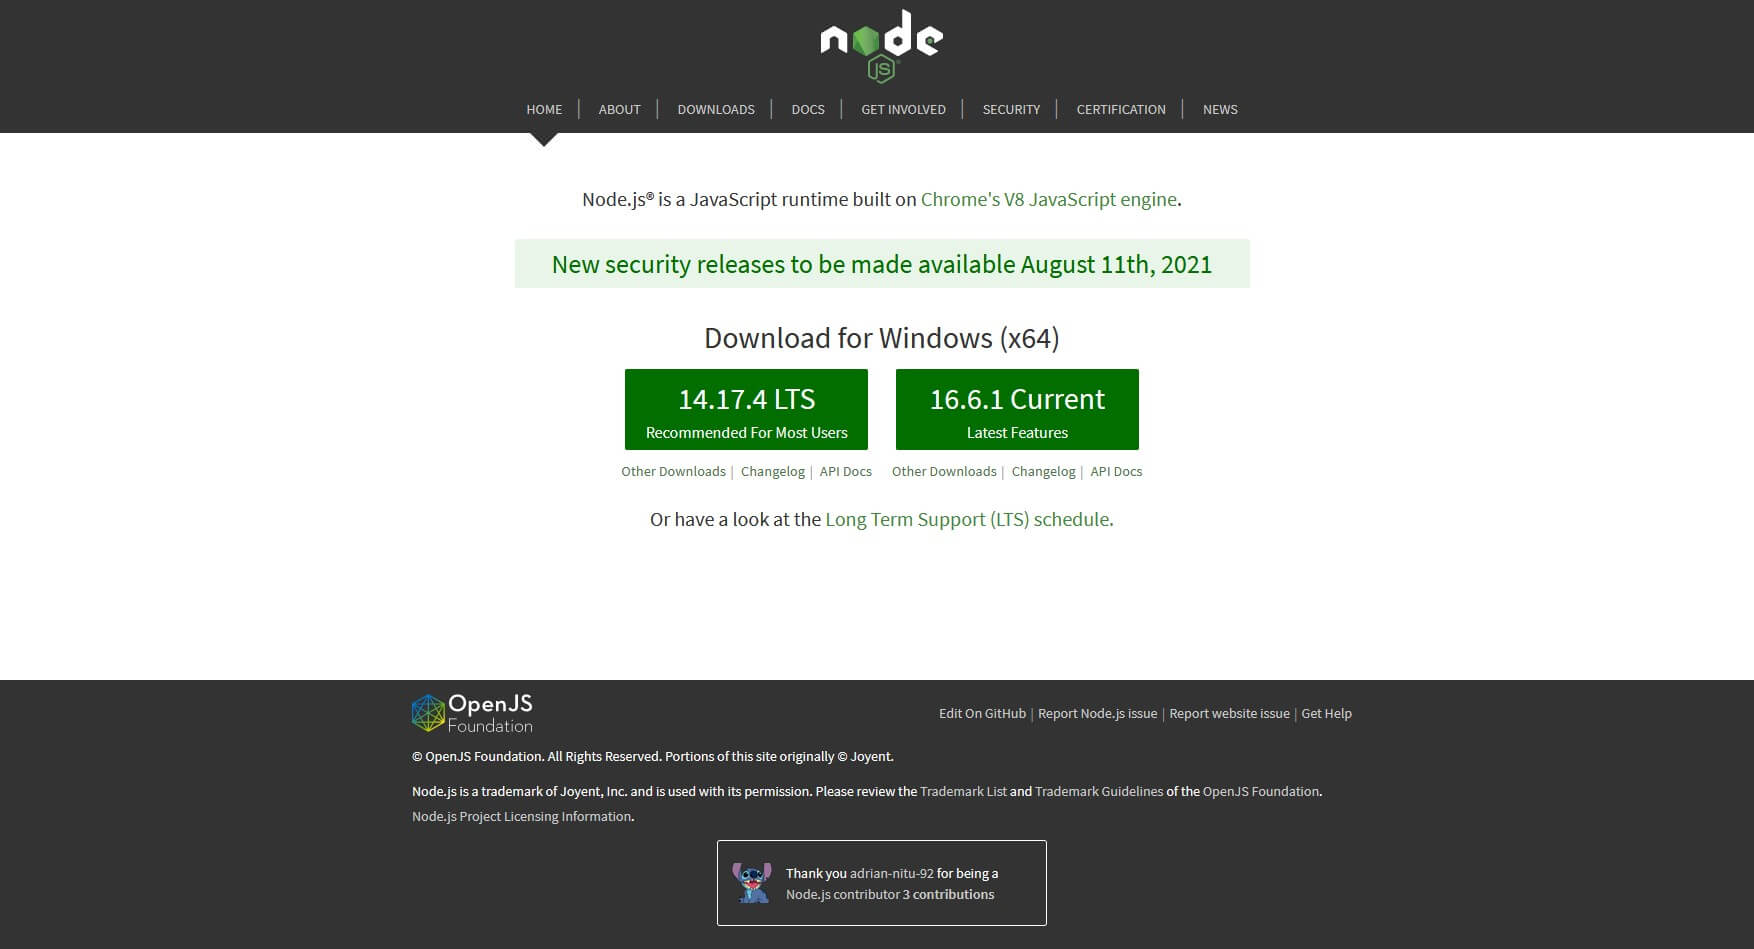 node
JS
HOME | ABOUT | DOWNLOADS | DOCS | GET INVOLVED | SECURITY | CERTIFICATION | NEWS
Node.js® is a JavaScript runtime built on Chrome's V8 JavaScript engine.
New security releases to be made available August 11th, 2021
Download for Windows (x64)
14.17.4 LTS
Recommended For Most Users
Other Downloads | Changelog | API Docs
16.6.1 Current
Latest Features
Other Downloads | Changelog | API Docs
Or have a look at the Long Term Support (LTS) schedule.
OpenJS
Foundation
Edit On GitHub | Report Node.js issue | Report website issue | Get Help
© OpenJS Foundation. All Rights Reserved. Portions of this site originally © Joyent.
Node.js is a trademark of Joyent, Inc. and is used with its permission. Please review the Trademark List and Trademark Guidelines of the OpenJS Foundation.
Node.js Project Licensing Information.
Thank you adrian-nitu-92 for being a
Node.js contributor 3 contributions